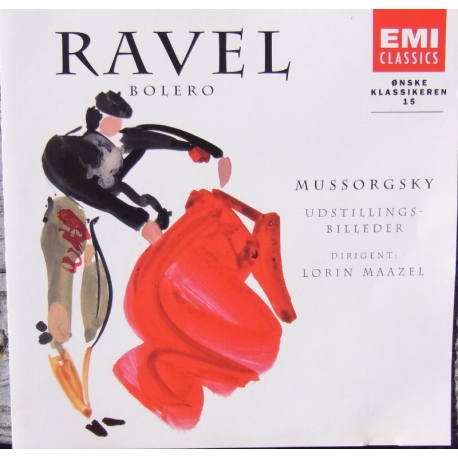 RAVEL
BOLERO
EMI
CLASSICS
ØNSKE
KLASSIKEREN
15
MUSSORGSKY
UDSTILLINGS-
BILLEDER
DIRIGENT:
LORIN MAAZEL